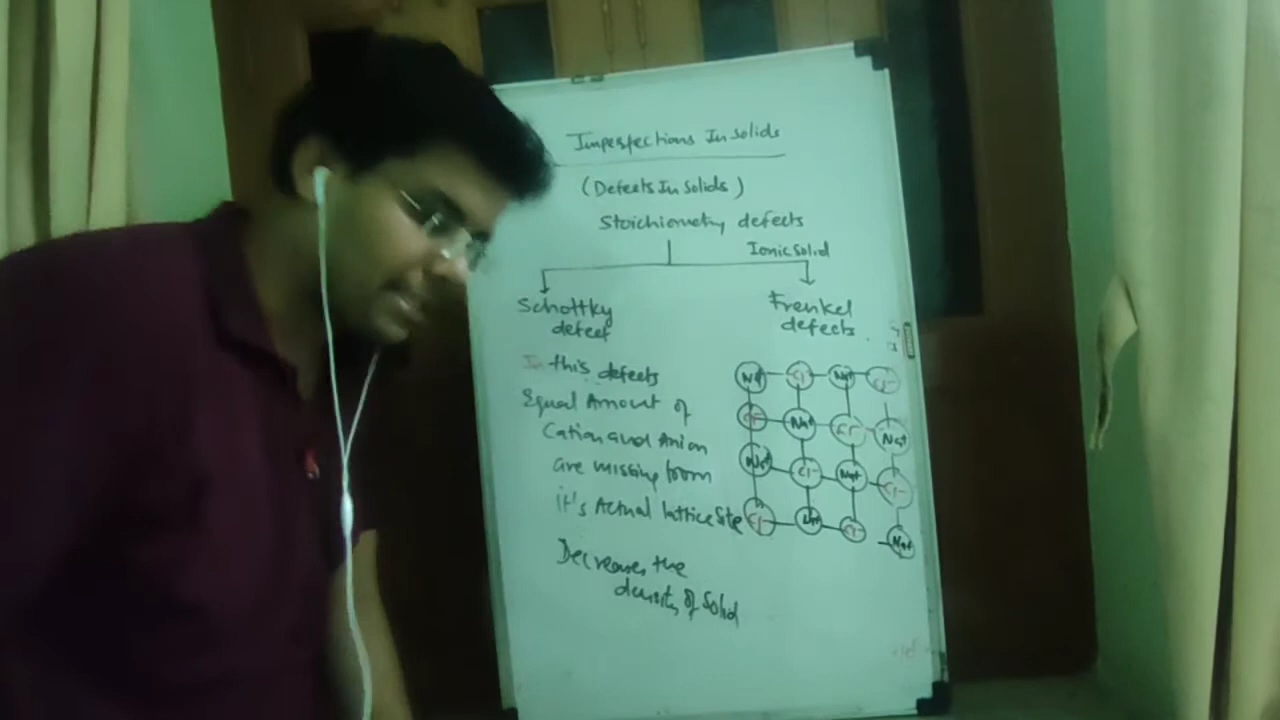 Imperfections In solids
(Defects In Solids)
Stoichiometry defects
Ionic Solid
Schottky
defect
Frenkel
defects
In this defects
Equal Amount of
Cation and Anion
are missing from
it's Actual lattice site
Decreases the
density of Solid
Na+ Cl- Na+ Cl-
Cl- Na+ Cl- Na+
Na+ Cl- Na+ Cl-
Cl- Na+ Cl- Na+